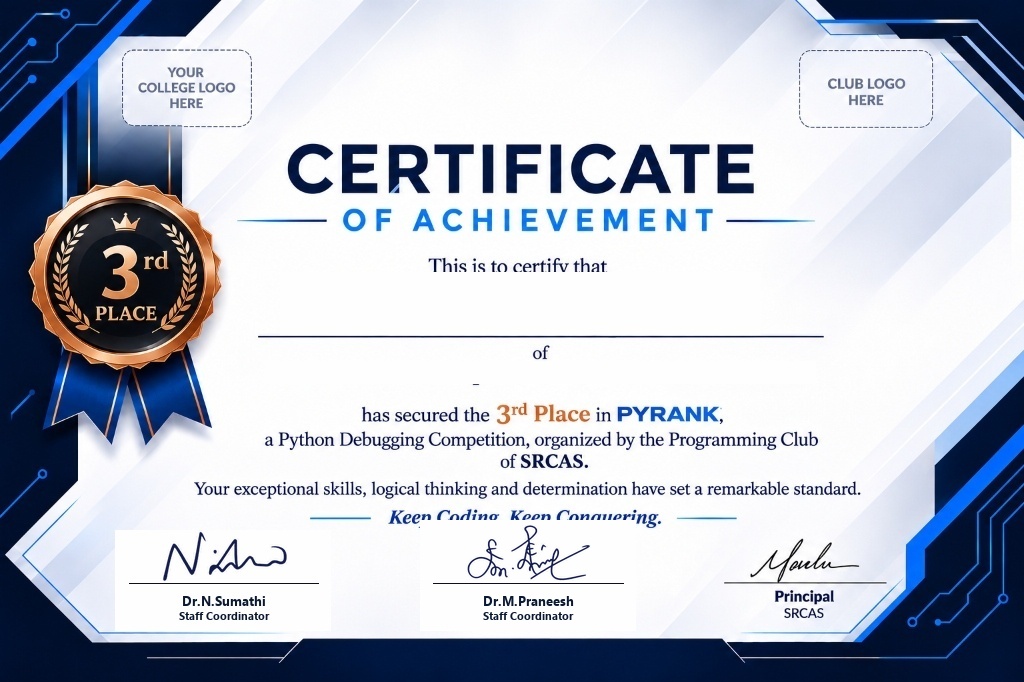 YOUR
COLLEGE LOGO
HERE
CLUB LOGO
HERE
CERTIFICATE
OF ACHIEVEMENT
This is to certify that
3rd
PLACE
of
has secured the 3rd Place in PYRANK,
a Python Debugging Competition, organized by the Programming Club
of SRCAS.
Your exceptional skills, logical thinking and determination have set a remarkable standard.
Keep Coding. Keep Conquering.
Dr.N.Sumathi
Staff Coordinator
Dr.M.Praneesh
Staff Coordinator
Principal
SRCAS